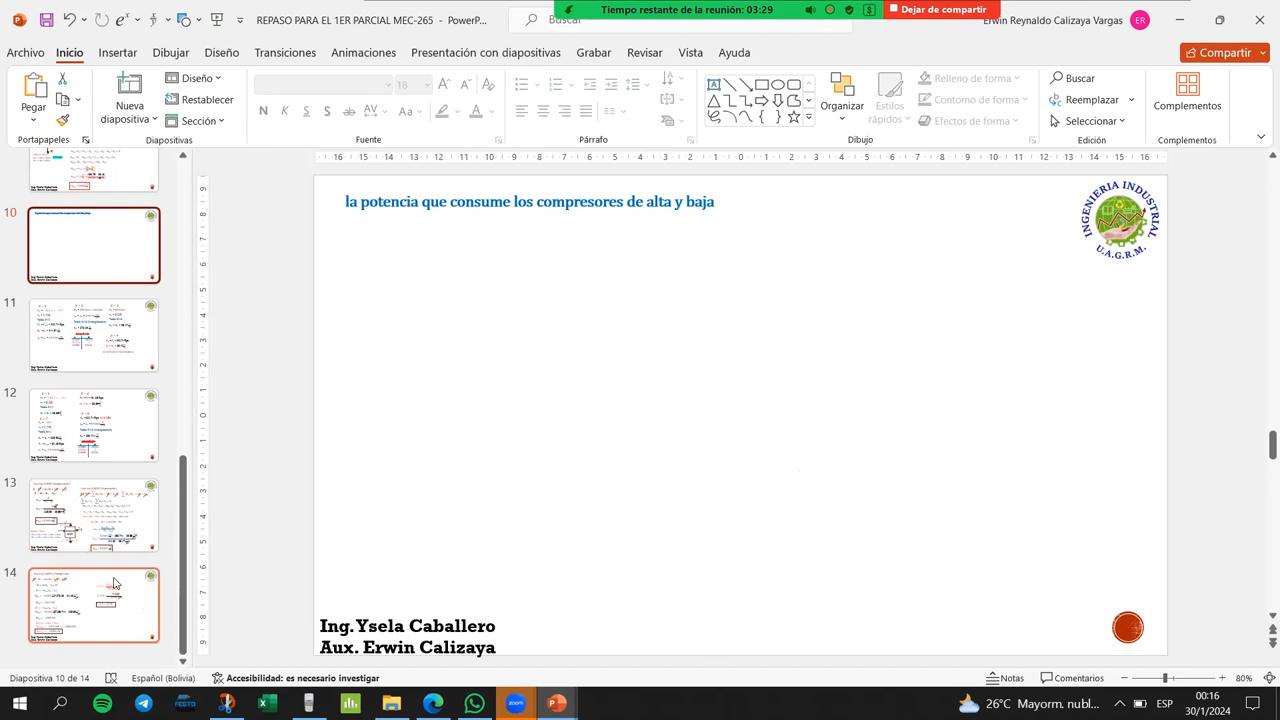 Tiempo restante de la reunión: 03:29
Dejar de compartir
REPASO PARA EL 1ER PARCIAL MEC-265 - PowerP...
Buscar
Erwin Reynaldo Calizaya Vargas
ER
Archivo Inicio Insertar Dibujar Diseño Transiciones Animaciones Presentación con diapositivas Grabar Revisar Vista Ayuda
Compartir
Pegar
Nueva diapositiva
Diseño
Restablecer
Sección
18
Organizar
Estilos rápidos
Relleno de forma
Contorno de forma
Efectos de forma
Buscar
Reemplazar
Seleccionar
Complementos
Portapapeles Diapositivas Fuente Párrafo Dibujo Edición Complementos
10
11
12
13
14
la potencia que consume los compresores de alta y baja
INGENIERIA INDUSTRIAL
U.A.G.R.M.
Ing. Ysela Caballero
Aux. Erwin Calizaya
Diapositiva 10 de 14
Español (Bolivia)
Accesibilidad: es necesario investigar
Notas
Comentarios
80%
26°C Mayorm. nubl...
ESP
00:16
30/1/2024